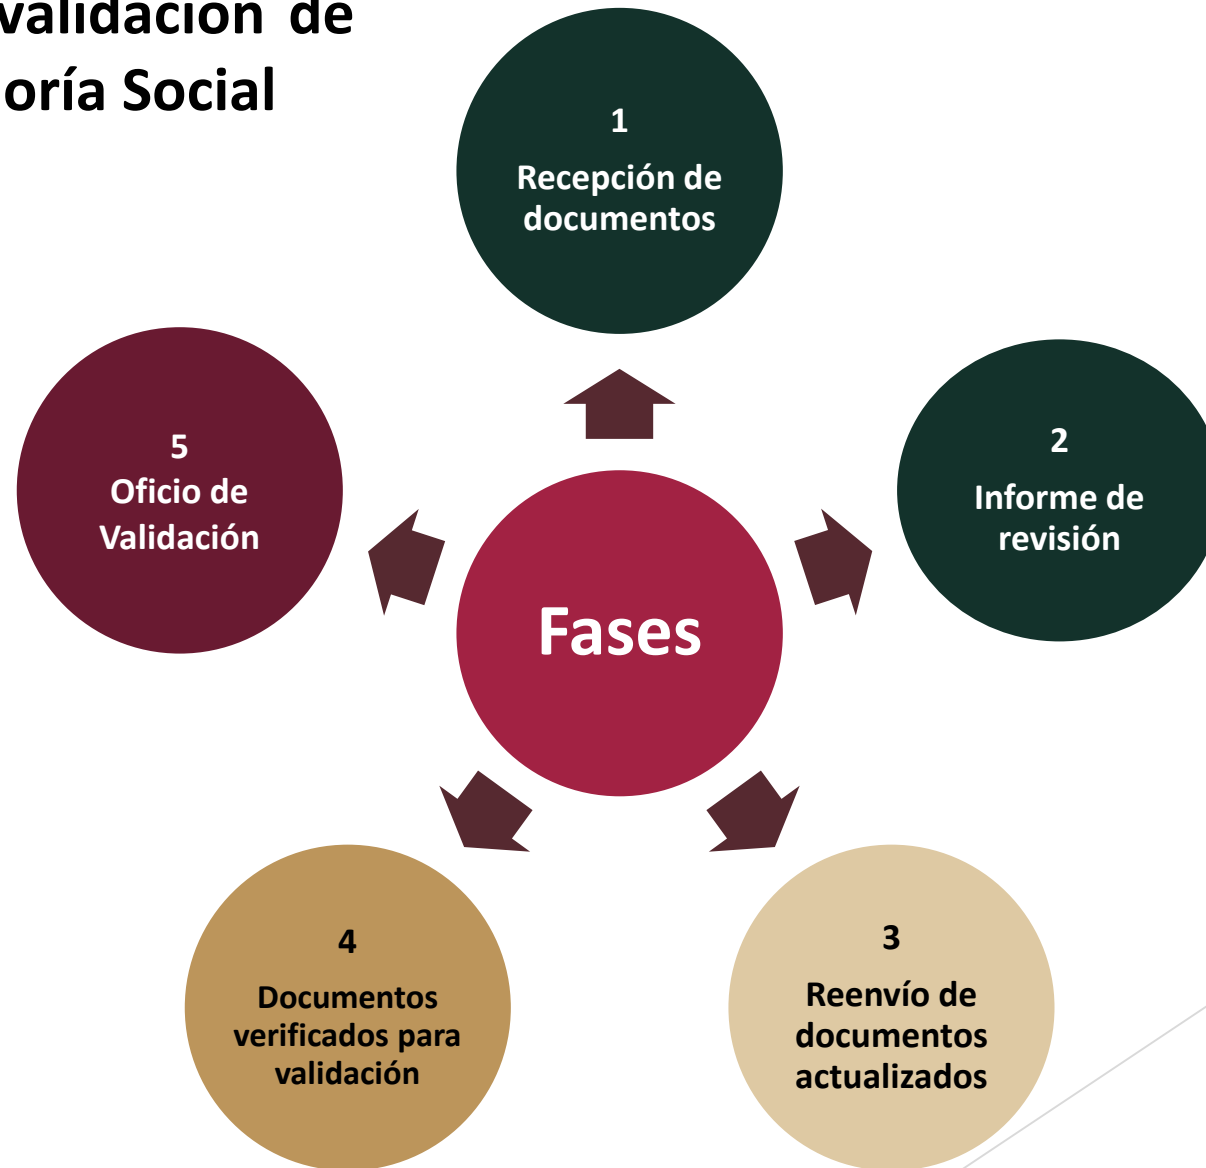 validación de
oría Social
1
Recepción de
documentos
2
Informe de
revisión
3
Reenvío de
documentos
actualizados
4
Documentos
verificados para
validación
5
Oficio de
Validación
Fases